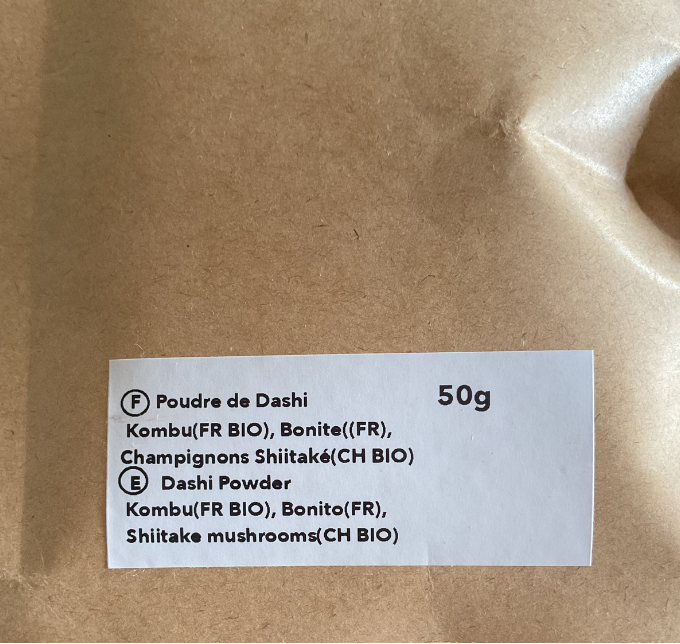 Ⓕ Poudre de Dashi 50g
Kombu(FR BIO), Bonite((FR),
Champignons Shiitaké(CH BIO)
Ⓔ Dashi Powder
Kombu(FR BIO), Bonito(FR),
Shiitake mushrooms(CH BIO)